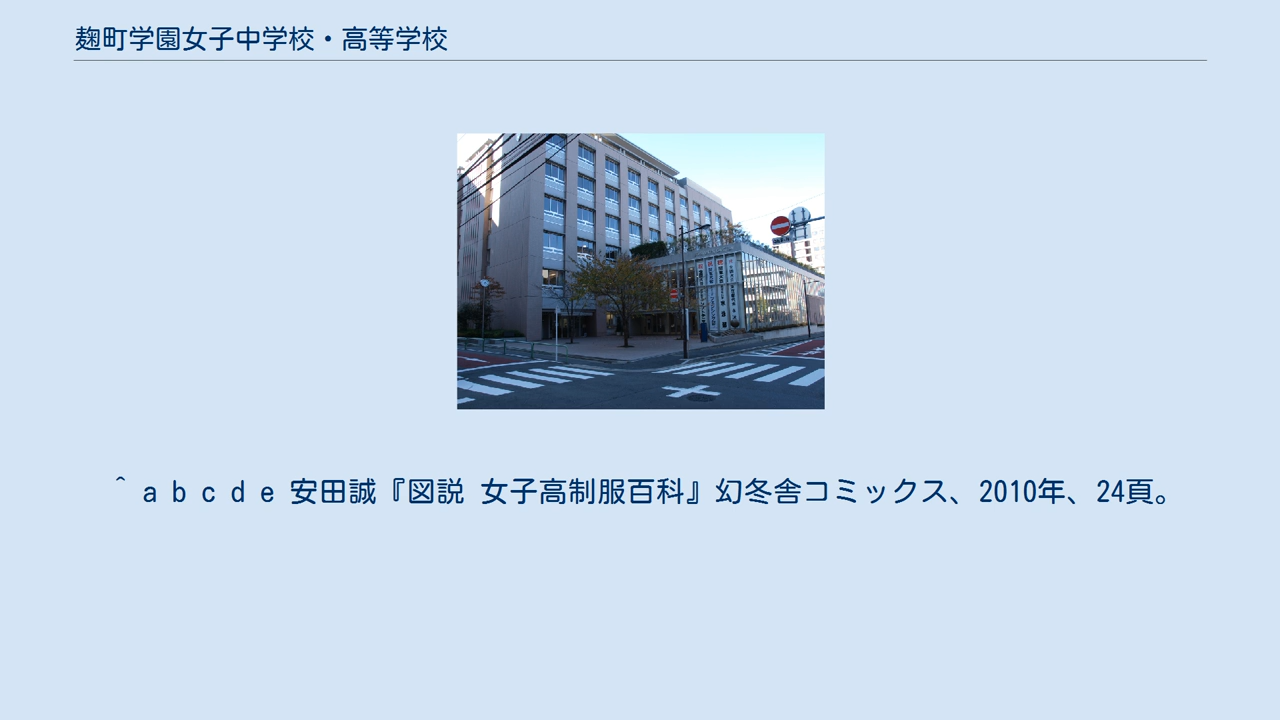 麹町学園女子中学校・高等学校
^ a b c d e 安田誠『図説 女子高制服百科』幻冬舎コミックス、2010年、24頁。